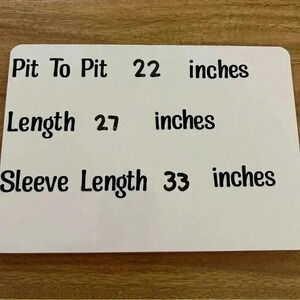 Pit To Pit 22 inches
Length 27 inches
Sleeve Length 33 inches